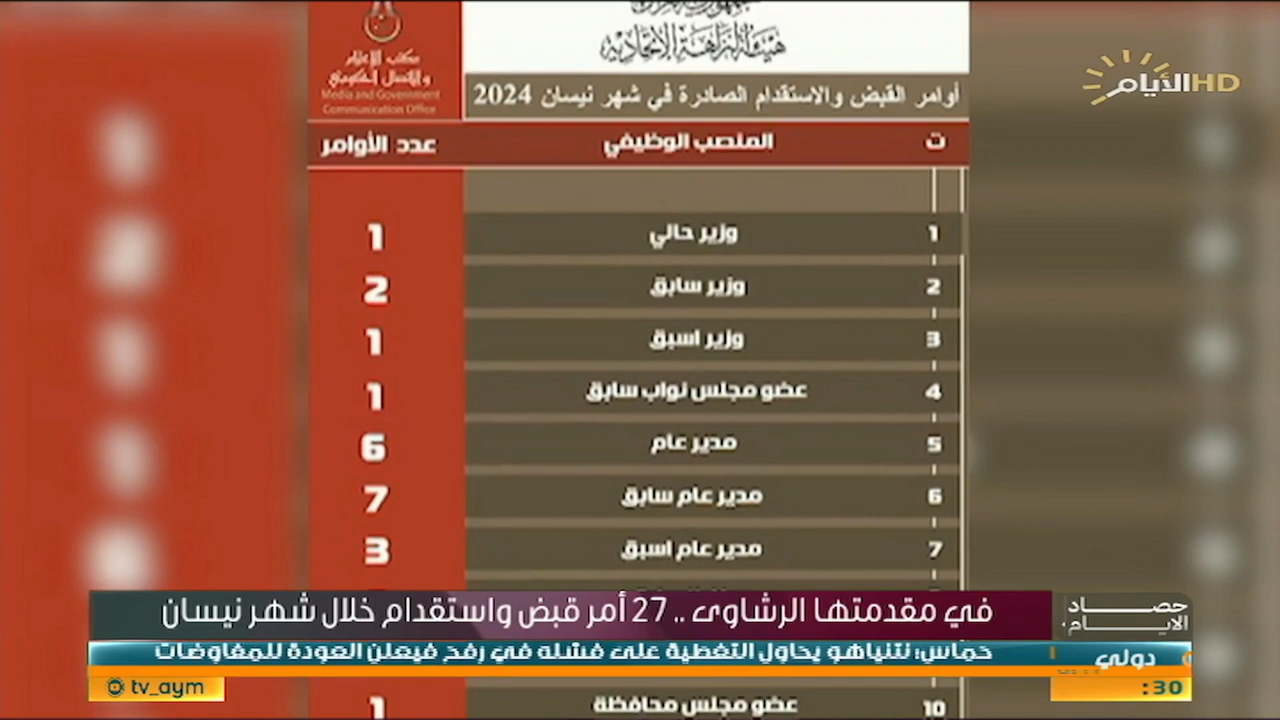 هيئة النزاهة الاتحادية
مكتب الإعلام
والاتصال الحكومي
Media and Government
Communication Office
أوامر القبض والاستقدام الصادرة في شهر نيسان 2024
الأيام HD
ت المنصب الوظيفي عدد الأوامر
1 وزير حالي 1
2 وزير سابق 2
3 وزير اسبق 1
4 عضو مجلس نواب سابق 1
5 مدير عام 6
6 مدير عام سابق 7
7 مدير عام اسبق 3
حصاد
الايام
في مقدمتها الرشاوى .. 27 أمر قبض واستقدام خلال شهر نيسان
دولي
حماس: نتنياهو يحاول التغطية على فشله في رفح فيعلن العودة للمفاوضات
:30
tv_aym
10 عضو مجلس محافظة 1